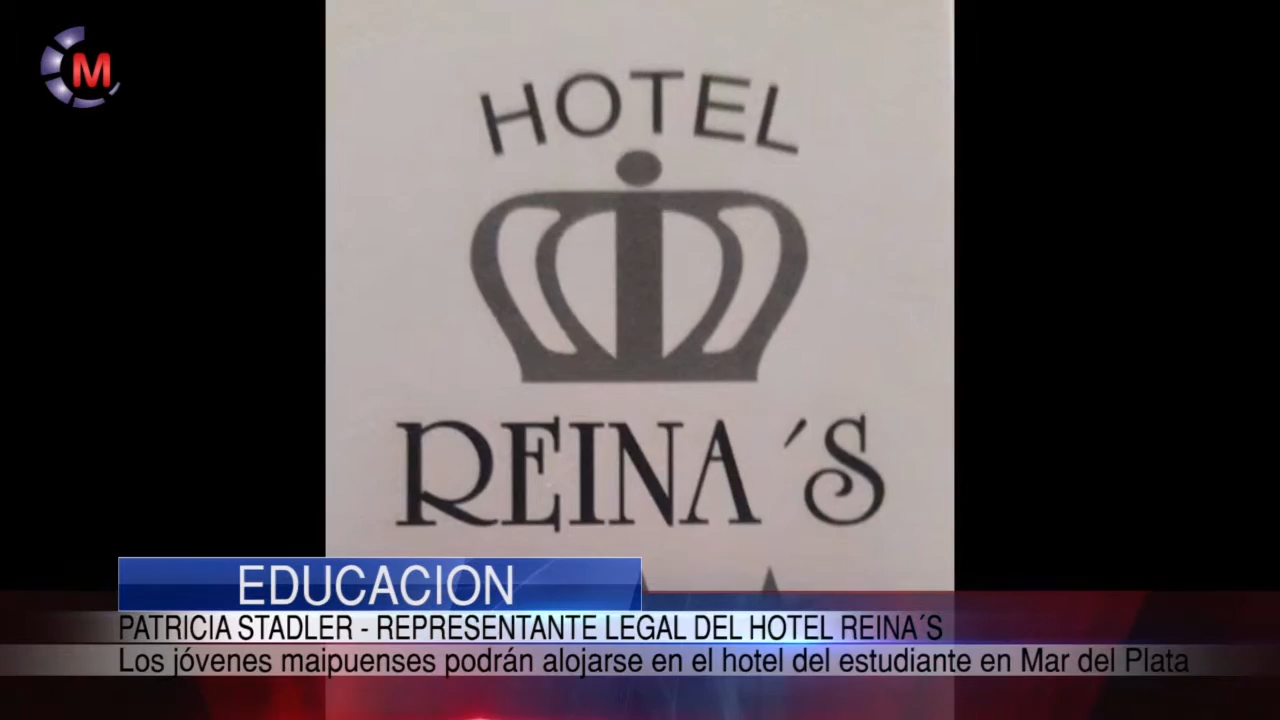 M
HOTEL
REINA´S
EDUCACION
PATRICIA STADLER - REPRESENTANTE LEGAL DEL HOTEL REINA´S
Los jóvenes maipuenses podrán alojarse en el hotel del estudiante en Mar del Plata